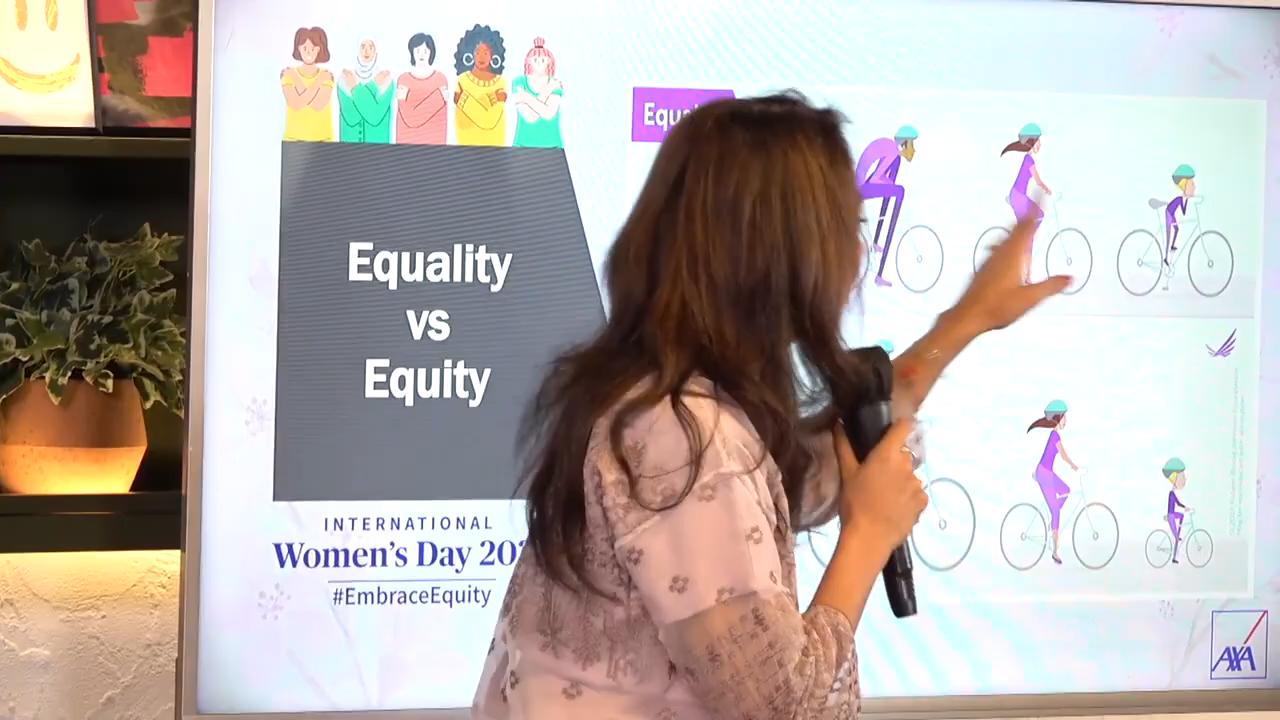 Equality
vs
Equity
INTERNATIONAL
Women's Day
#EmbraceEquity
AXA